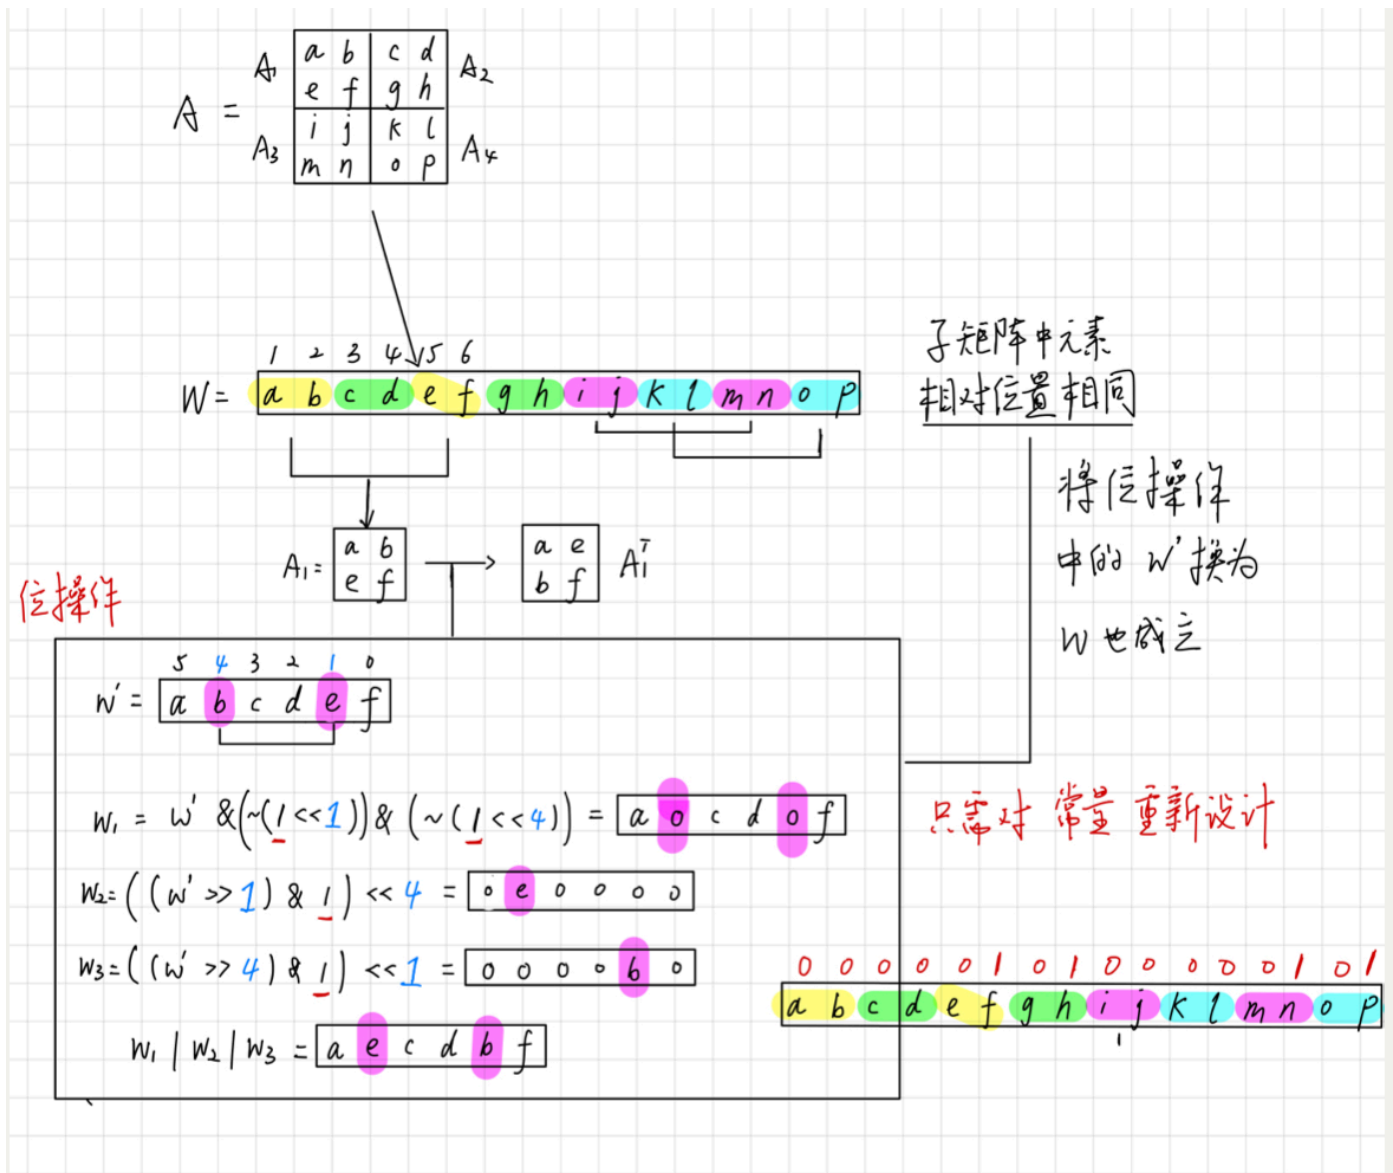 a b c d
A₁ A₂
e f g h
A =
i j k l
A₃ A₄
m n o p
1 2 3 4 5 6
W = a b c d e f g h i j k l m n o p
子矩阵中元素
相对位置相同
将位操作
中的 W' 换为
W 也成立
A₁ = a b
e f
a e
b f
A₁ᵀ
位操作
5 4 3 2 1 0
W' = a b c d e f
W₁ = W' &(~(1<<1))& (~(1<<4)) = a 0 c d 0 f
W₂=((W' >>1) & 1) << 4 = 0 e 0 0 0 0
W₃=((W' >> 4) & 1) <<1 = 0 0 0 0 b 0
W₁ | W₂ | W₃ = a e c d b f
只需对 常量 重新设计
0 0 0 0 0 1 0 1 0 0 0 0 0 1 0 1
a b c d e f g h i j k l m n o p